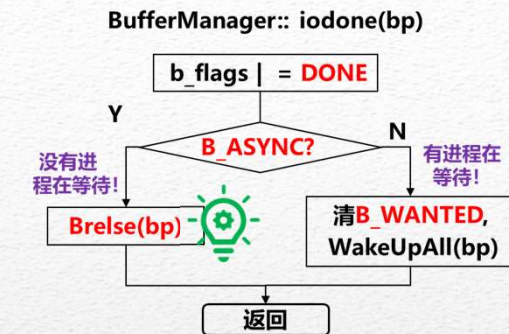 BufferManager:: iodone(bp)
b_flags | = DONE
Y
B_ASYNC?
N
没有进
程在等待！
有进程在
等待！
Brelse(bp)
清B_WANTED,
WakeUpAll(bp)
返回